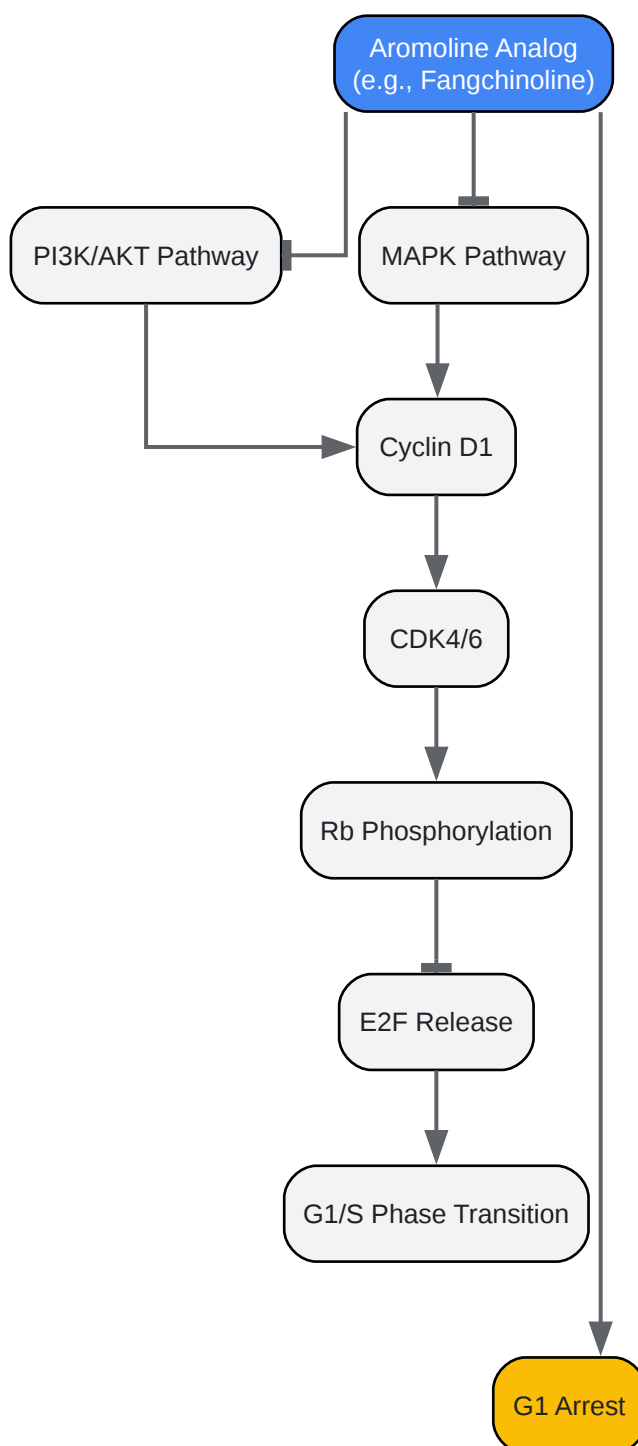 Aromoline Analog
(e.g., Fangchinoline)
PI3K/AKT Pathway
MAPK Pathway
Cyclin D1
CDK4/6
Rb Phosphorylation
E2F Release
G1/S Phase Transition
G1 Arrest